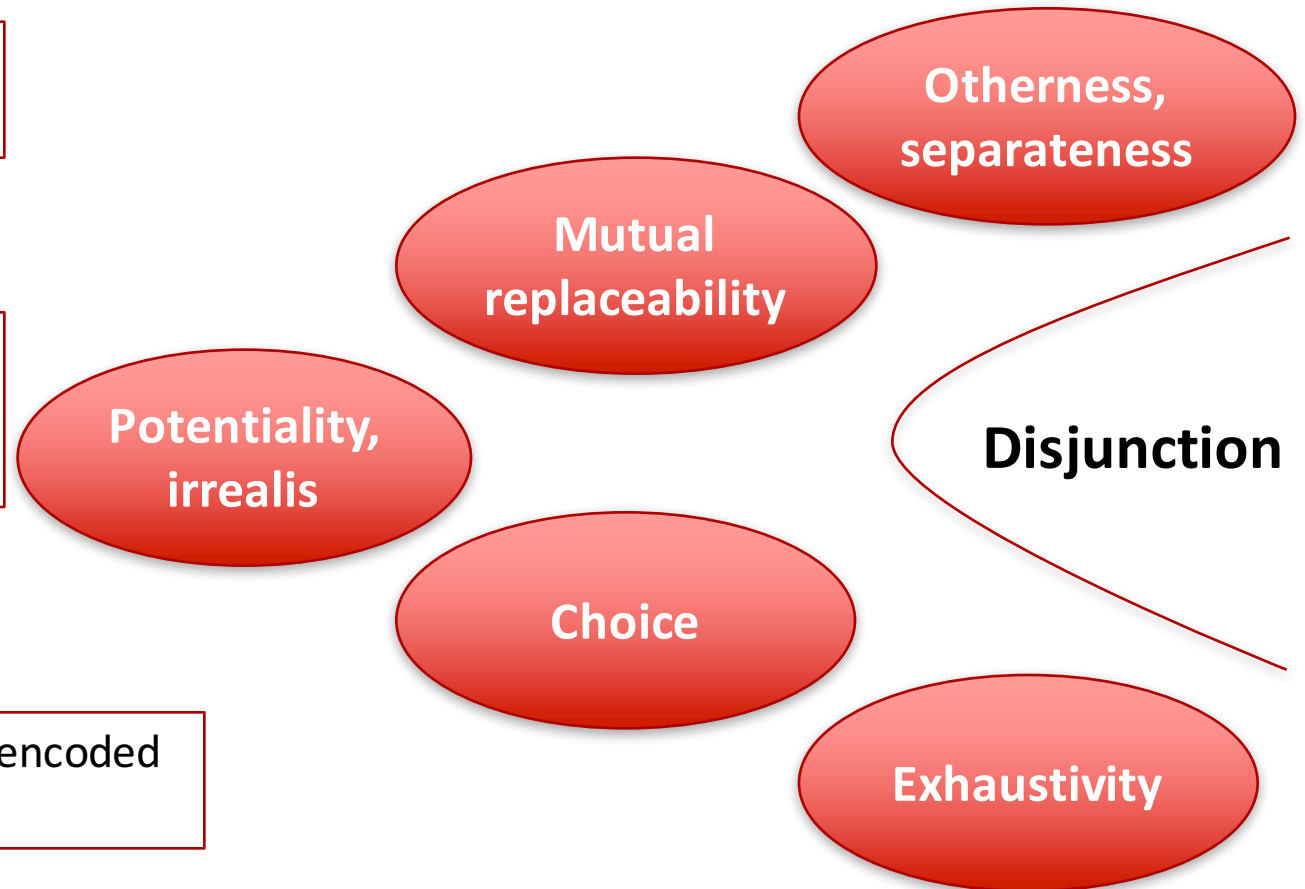 Otherness,
separateness
Mutual
replaceability
Potentiality,
irrealis
Disjunction
Choice
encoded
Exhaustivity